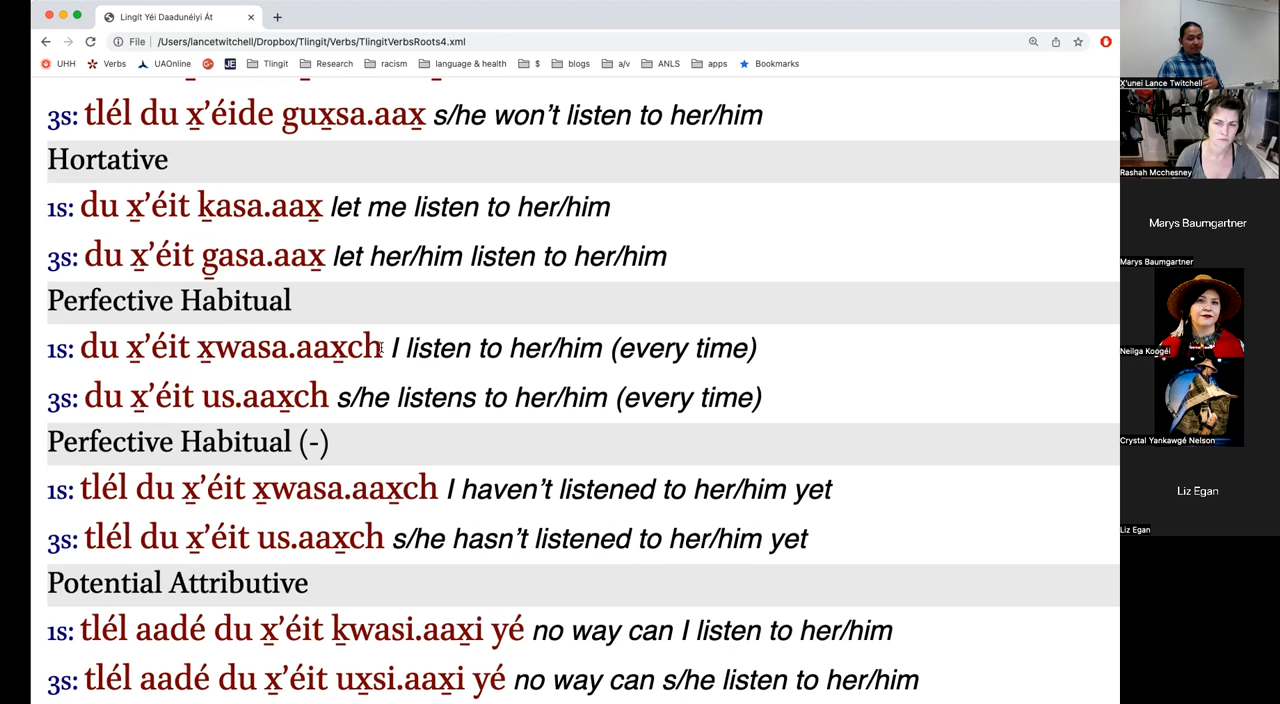 Lingít Yéi Daadunéiyi Át
File
/Users/lancetwitchell/Dropbox/Tlingit/Verbs/TlingitVerbsRoots4.xml
UHH Verbs UAOnline JE Tlingit Research racism language & health $ blogs a/v ANLS apps Bookmarks
3s: tlél du x̱’éide gux̱sa.aax̱ s/he won’t listen to her/him
Hortative
1s: du x̱’éit ḵasa.aax̱ let me listen to her/him
3s: du x̱’éit g̱asa.aax̱ let her/him listen to her/him
Perfective Habitual
1s: du x̱’éit x̱wasa.aax̱ch I listen to her/him (every time)
3s: du x̱’éit us.aax̱ch s/he listens to her/him (every time)
Perfective Habitual (-)
1s: tlél du x̱’éit x̱wasa.aax̱ch I haven’t listened to her/him yet
3s: tlél du x̱’éit us.aax̱ch s/he hasn’t listened to her/him yet
Potential Attributive
1s: tlél aadé du x̱’éit ḵwasi.aax̱i yé no way can I listen to her/him
3s: tlél aadé du x̱’éit ux̱si.aax̱i yé no way can s/he listen to her/him
X̱'unei Lance Twitchell
Rashah Mcchesney
Marys Baumgartner
Marys Baumgartner
Neilga Koogéi
Crystal Yankawgé Nelson
Liz Egan
Liz Egan